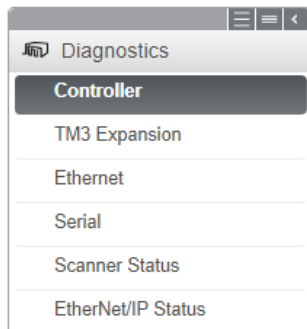 Diagnostics
Controller
TM3 Expansion
Ethernet
Serial
Scanner Status
EtherNet/IP Status